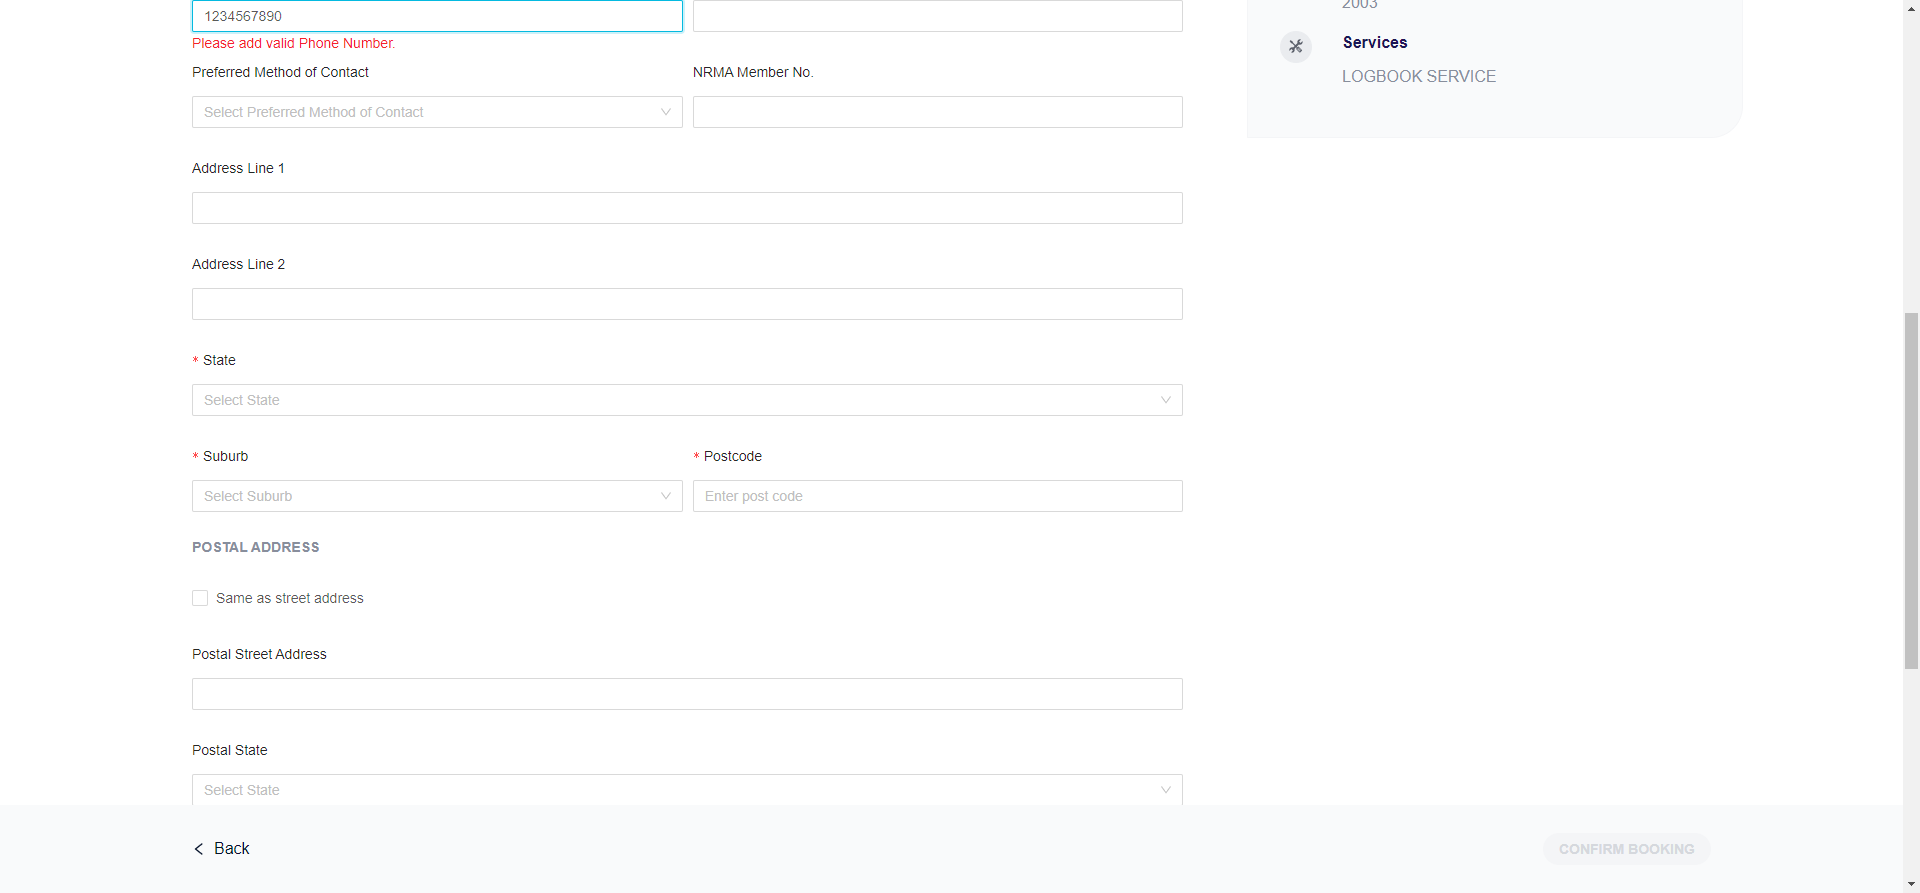 1234567890
Please add valid Phone Number.
Preferred Method of Contact
NRMA Member No.
Select Preferred Method of Contact
Address Line 1
Address Line 2
* State
Select State
* Suburb
* Postcode
Select Suburb
Enter post code
POSTAL ADDRESS
Same as street address
Postal Street Address
Postal State
Select State
2003
Services
LOGBOOK SERVICE
Back
CONFIRM BOOKING